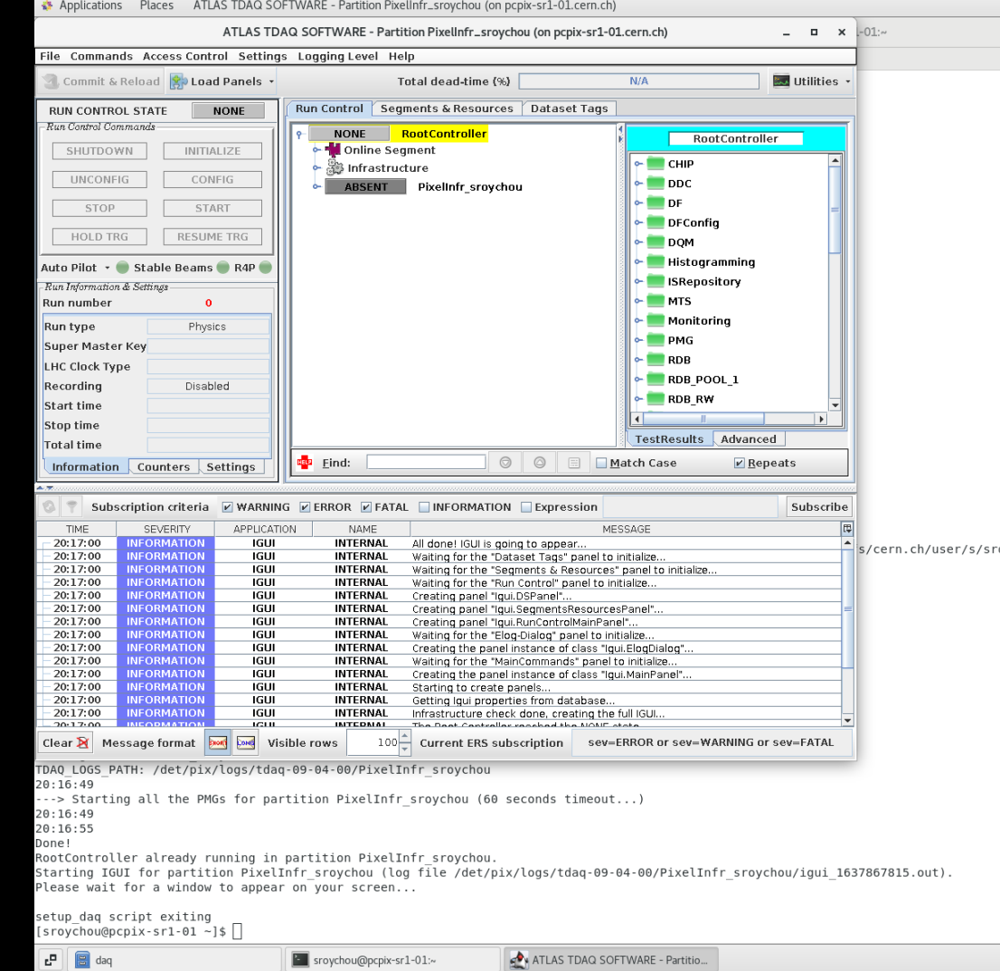 Applications Places ATLAS TDAQ SOFTWARE - Partition PixelInfr_sroychou (on pcpix-sr1-01.cern.ch)
ATLAS TDAQ SOFTWARE - Partition PixelInfr_sroychou (on pcpix-sr1-01.cern.ch)
-01:~
File Commands Access Control Settings Logging Level Help
Commit & Reload Load Panels Total dead-time (%) N/A Utilities
RUN CONTROL STATE NONE
Run Control Commands
SHUTDOWN INITIALIZE
UNCONFIG CONFIG
STOP START
HOLD TRG RESUME TRG
Auto Pilot Stable Beams R4P
Run Information & Settings
Run number 0
Run type Physics
Super Master Key
LHC Clock Type
Recording Disabled
Start time
Stop time
Total time
Information Counters Settings
Run Control Segments & Resources Dataset Tags
NONE RootController
Online Segment
Infrastructure
ABSENT PixelInfr_sroychou
RootController
CHIP
DDC
DF
DFConfig
DQM
Histogramming
ISRepository
MTS
Monitoring
PMG
RDB
RDB_POOL_1
RDB_RW
TestResults Advanced
HELP Find: Match Case Repeats
Subscription criteria WARNING ERROR FATAL INFORMATION Expression Subscribe
TIME SEVERITY APPLICATION NAME MESSAGE
20:17:00 INFORMATION IGUI INTERNAL All done! IGUI is going to appear...
20:17:00 INFORMATION IGUI INTERNAL Waiting for the "Dataset Tags" panel to initialize...
20:17:00 INFORMATION IGUI INTERNAL Waiting for the "Segments & Resources" panel to initialize...
20:17:00 INFORMATION IGUI INTERNAL Waiting for the "Run Control" panel to initialize...
20:17:00 INFORMATION IGUI INTERNAL Creating panel "Igui.DSPanel"...
20:17:00 INFORMATION IGUI INTERNAL Creating panel "Igui.SegmentsResourcesPanel"...
20:17:00 INFORMATION IGUI INTERNAL Creating panel "Igui.RunControlMainPanel"...
20:17:00 INFORMATION IGUI INTERNAL Waiting for the "Elog-Dialog" panel to initialize...
20:17:00 INFORMATION IGUI INTERNAL Creating the panel instance of class "Igui.ElogDialog"...
20:17:00 INFORMATION IGUI INTERNAL Waiting for the "MainCommands" panel to initialize...
20:17:00 INFORMATION IGUI INTERNAL Creating the panel instance of class "Igui.MainPanel"...
20:17:00 INFORMATION IGUI INTERNAL Starting to create panels...
20:17:00 INFORMATION IGUI INTERNAL Getting Igui properties from database...
20:17:00 INFORMATION IGUI INTERNAL Infrastructure check done, creating the full IGUI...
20:17:00 INFORMATION IGUI INTERNAL The Root Controller reached the NONE state
s/cern.ch/user/s/sro
Clear Message format SHORT LONG Visible rows 100 Current ERS subscription sev=ERROR or sev=WARNING or sev=FATAL
TDAQ_LOGS_PATH: /det/pix/logs/tdaq-09-04-00/PixelInfr_sroychou
20:16:49
---> Starting all the PMGs for partition PixelInfr_sroychou (60 seconds timeout...)
20:16:49
20:16:55
Done!
RootController already running in partition PixelInfr_sroychou.
Starting IGUI for partition PixelInfr_sroychou (log file /det/pix/logs/tdaq-09-04-00/PixelInfr_sroychou/igui_1637867815.out).
Please wait for a window to appear on your screen...
setup_daq script exiting
[sroychou@pcpix-sr1-01 ~]$
daq sroychou@pcpix-sr1-01:~ ATLAS TDAQ SOFTWARE - Partitio...